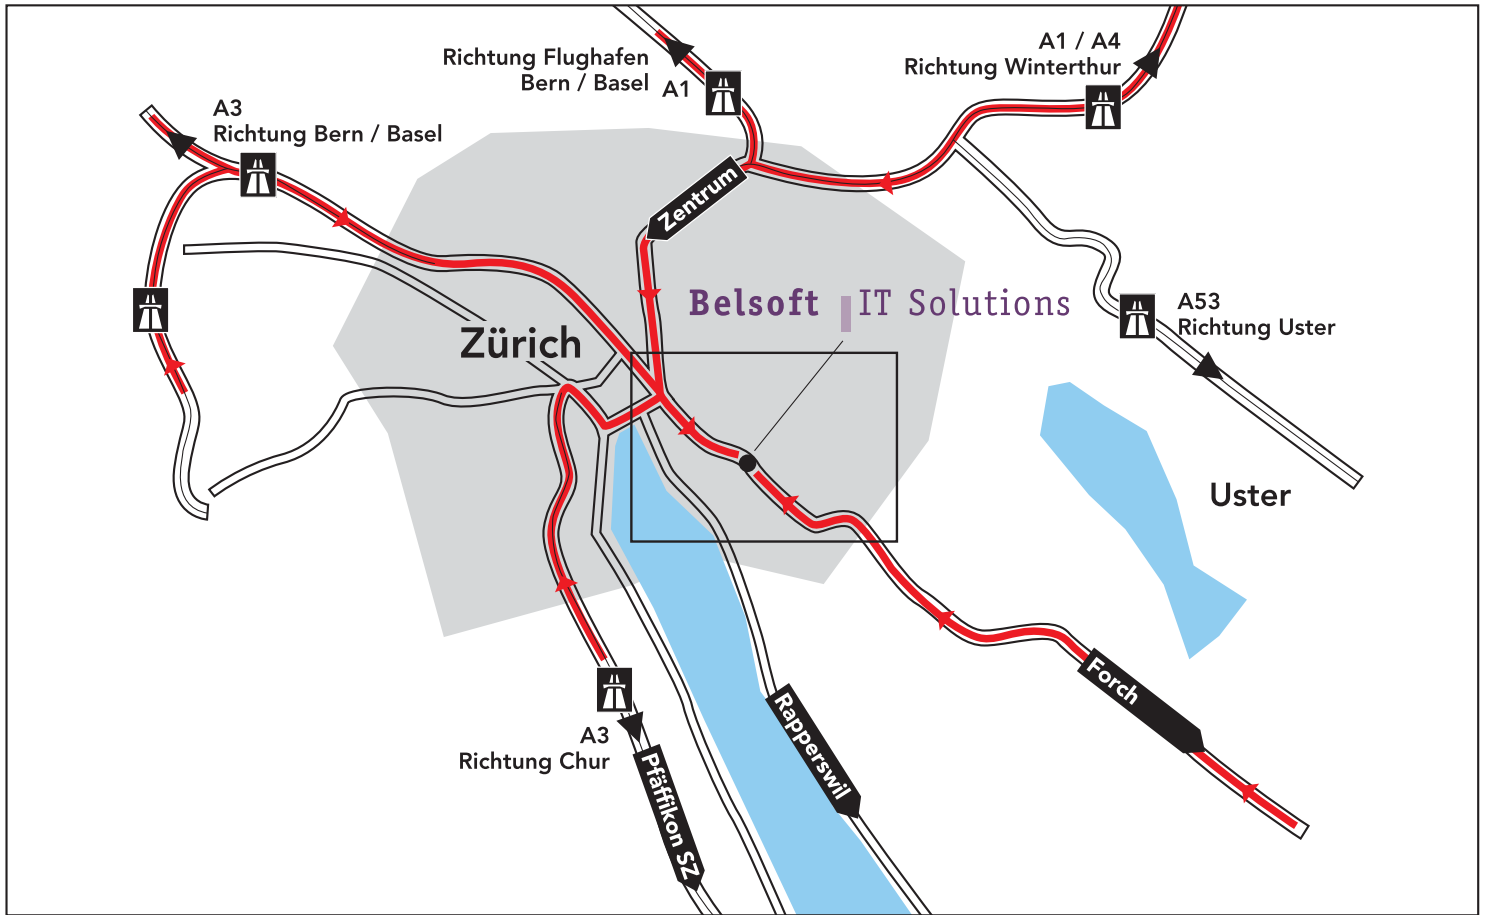 A1 / A4
Richtung Winterthur
Richtung Flughafen
Bern / Basel
A1
A3
Richtung Bern / Basel
Zentrum
Belsoft IT Solutions
A53
Richtung Uster
Zürich
Uster
Forch
Rapperswil
A3
Richtung Chur
Pfäffikon SZ